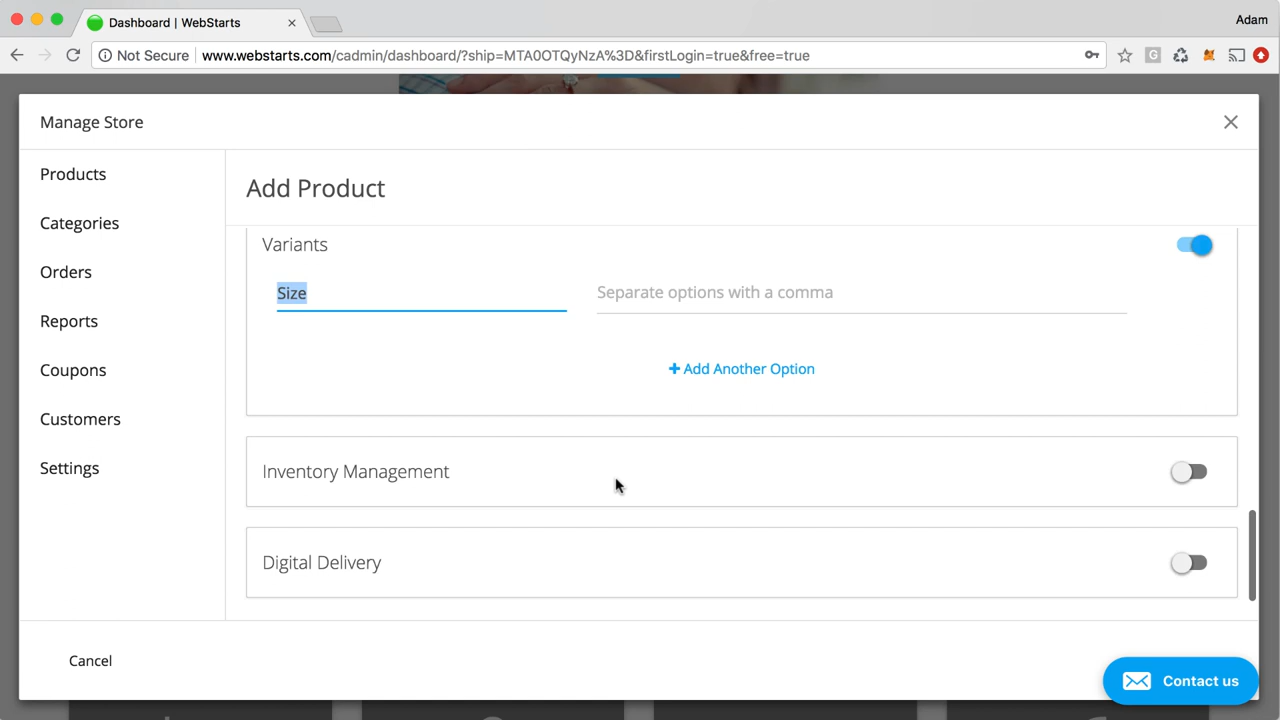 Dashboard | WebStarts
Adam
Not Secure
www.webstarts.com/cadmin/dashboard/?ship=MTA0OTQyNzA%3D&firstLogin=true&free=true
G
Manage Store
Products
Categories
Orders
Reports
Coupons
Customers
Settings
Add Product
Variants
Size
Separate options with a comma
+ Add Another Option
Inventory Management
Digital Delivery
Cancel
Contact us